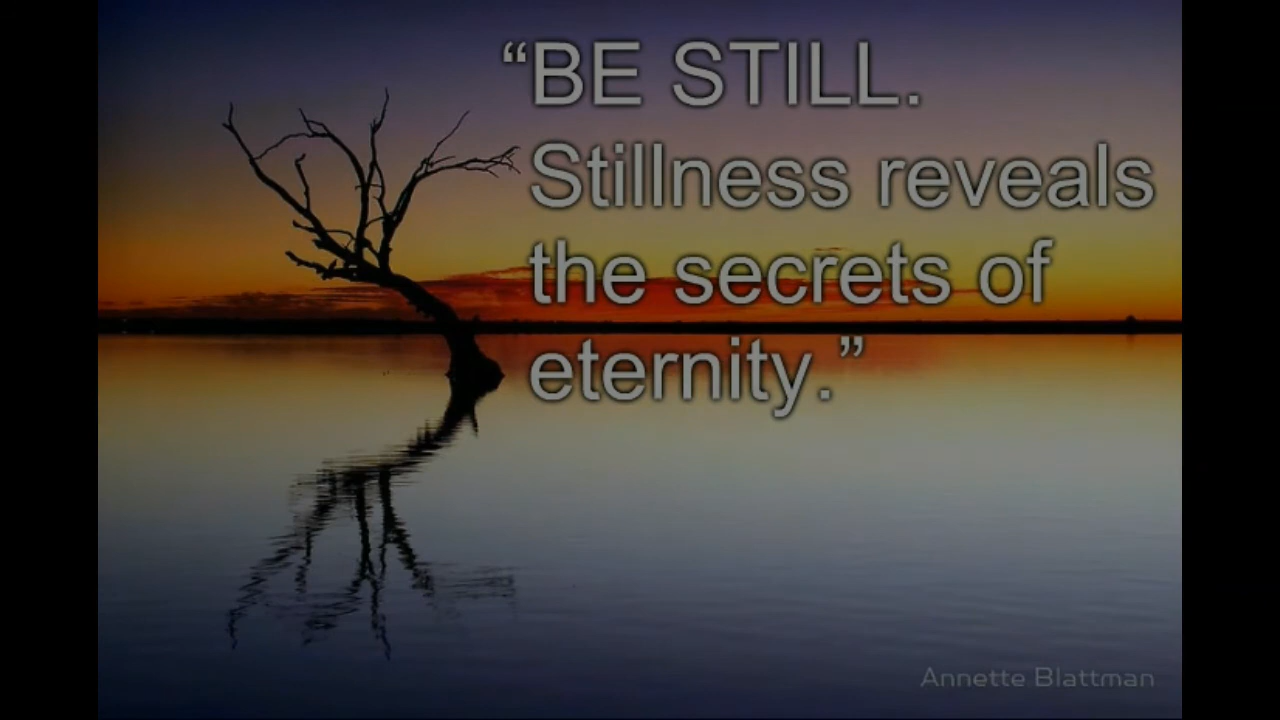 “BE STILL.
Stillness reveals
the secrets of
eternity.”
Annette Blattman